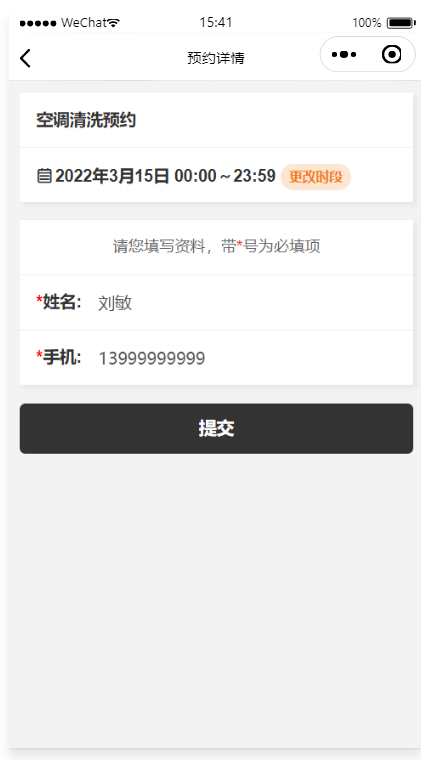 WeChat 15:41 100%
预约详情
空调清洗预约
2022年3月15日 00:00～23:59 更改时段
请您填写资料，带*号为必填项
*姓名: 刘敏
*手机: 13999999999
提交